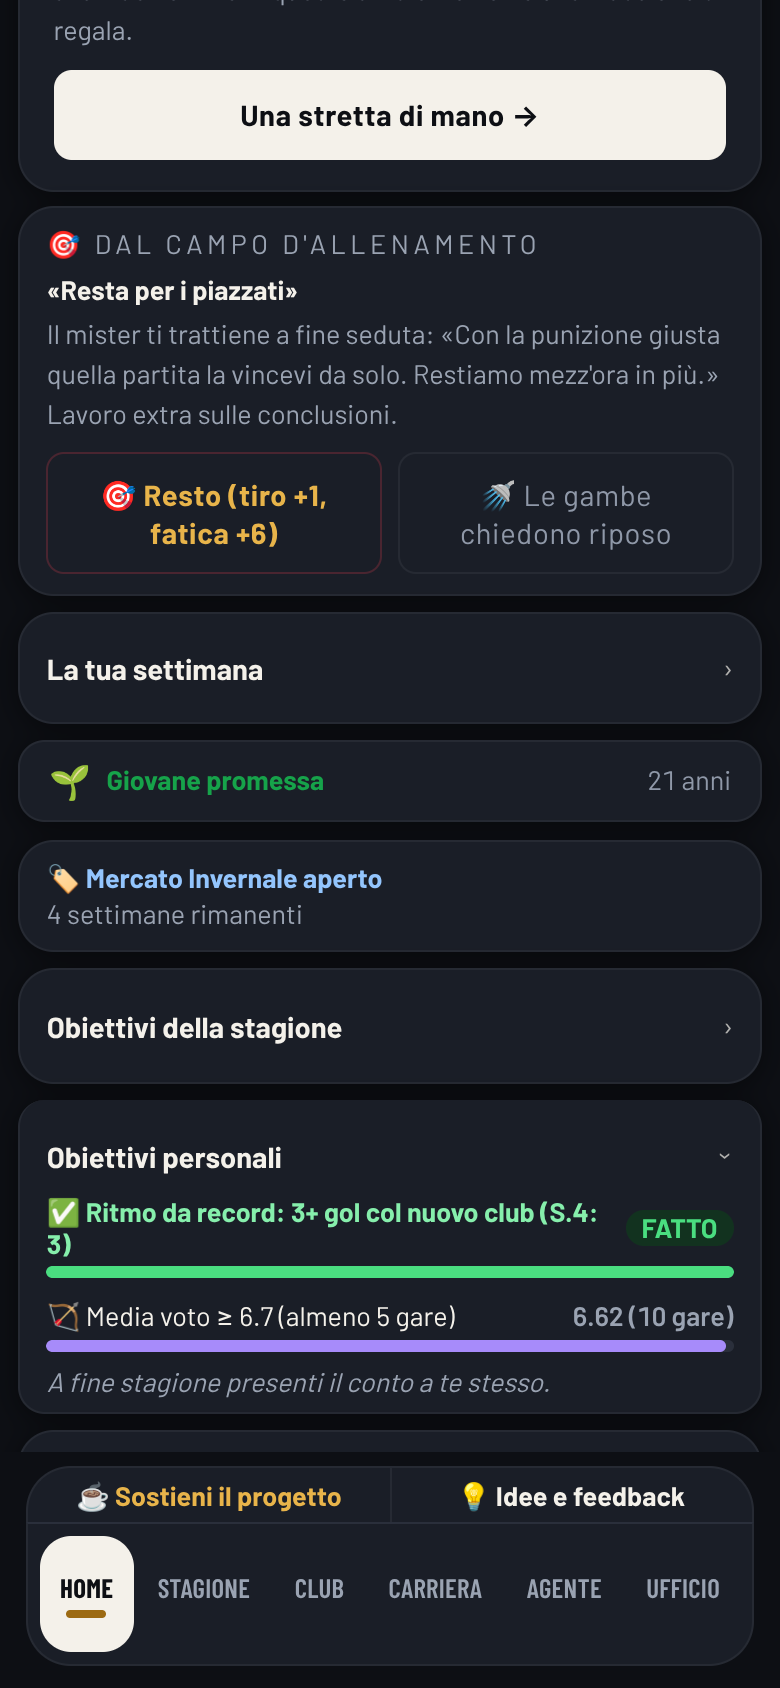 regala.
Una stretta di mano →
DAL CAMPO D'ALLENAMENTO
«Resta per i piazzati»
Il mister ti trattiene a fine seduta: «Con la punizione giusta
quella partita la vincevi da solo. Restiamo mezz'ora in più.»
Lavoro extra sulle conclusioni.
Resto (tiro +1,
fatica +6)
Le gambe
chiedono riposo
La tua settimana ›
Giovane promessa 21 anni
Mercato Invernale aperto
4 settimane rimanenti
Obiettivi della stagione ›
Obiettivi personali
Ritmo da record: 3+ gol col nuovo club (S.4:
3)
FATTO
Media voto ≥ 6.7 (almeno 5 gare) 6.62 (10 gare)
A fine stagione presenti il conto a te stesso.
Sostieni il progetto
Idee e feedback
HOME STAGIONE CLUB CARRIERA AGENTE UFFICIO